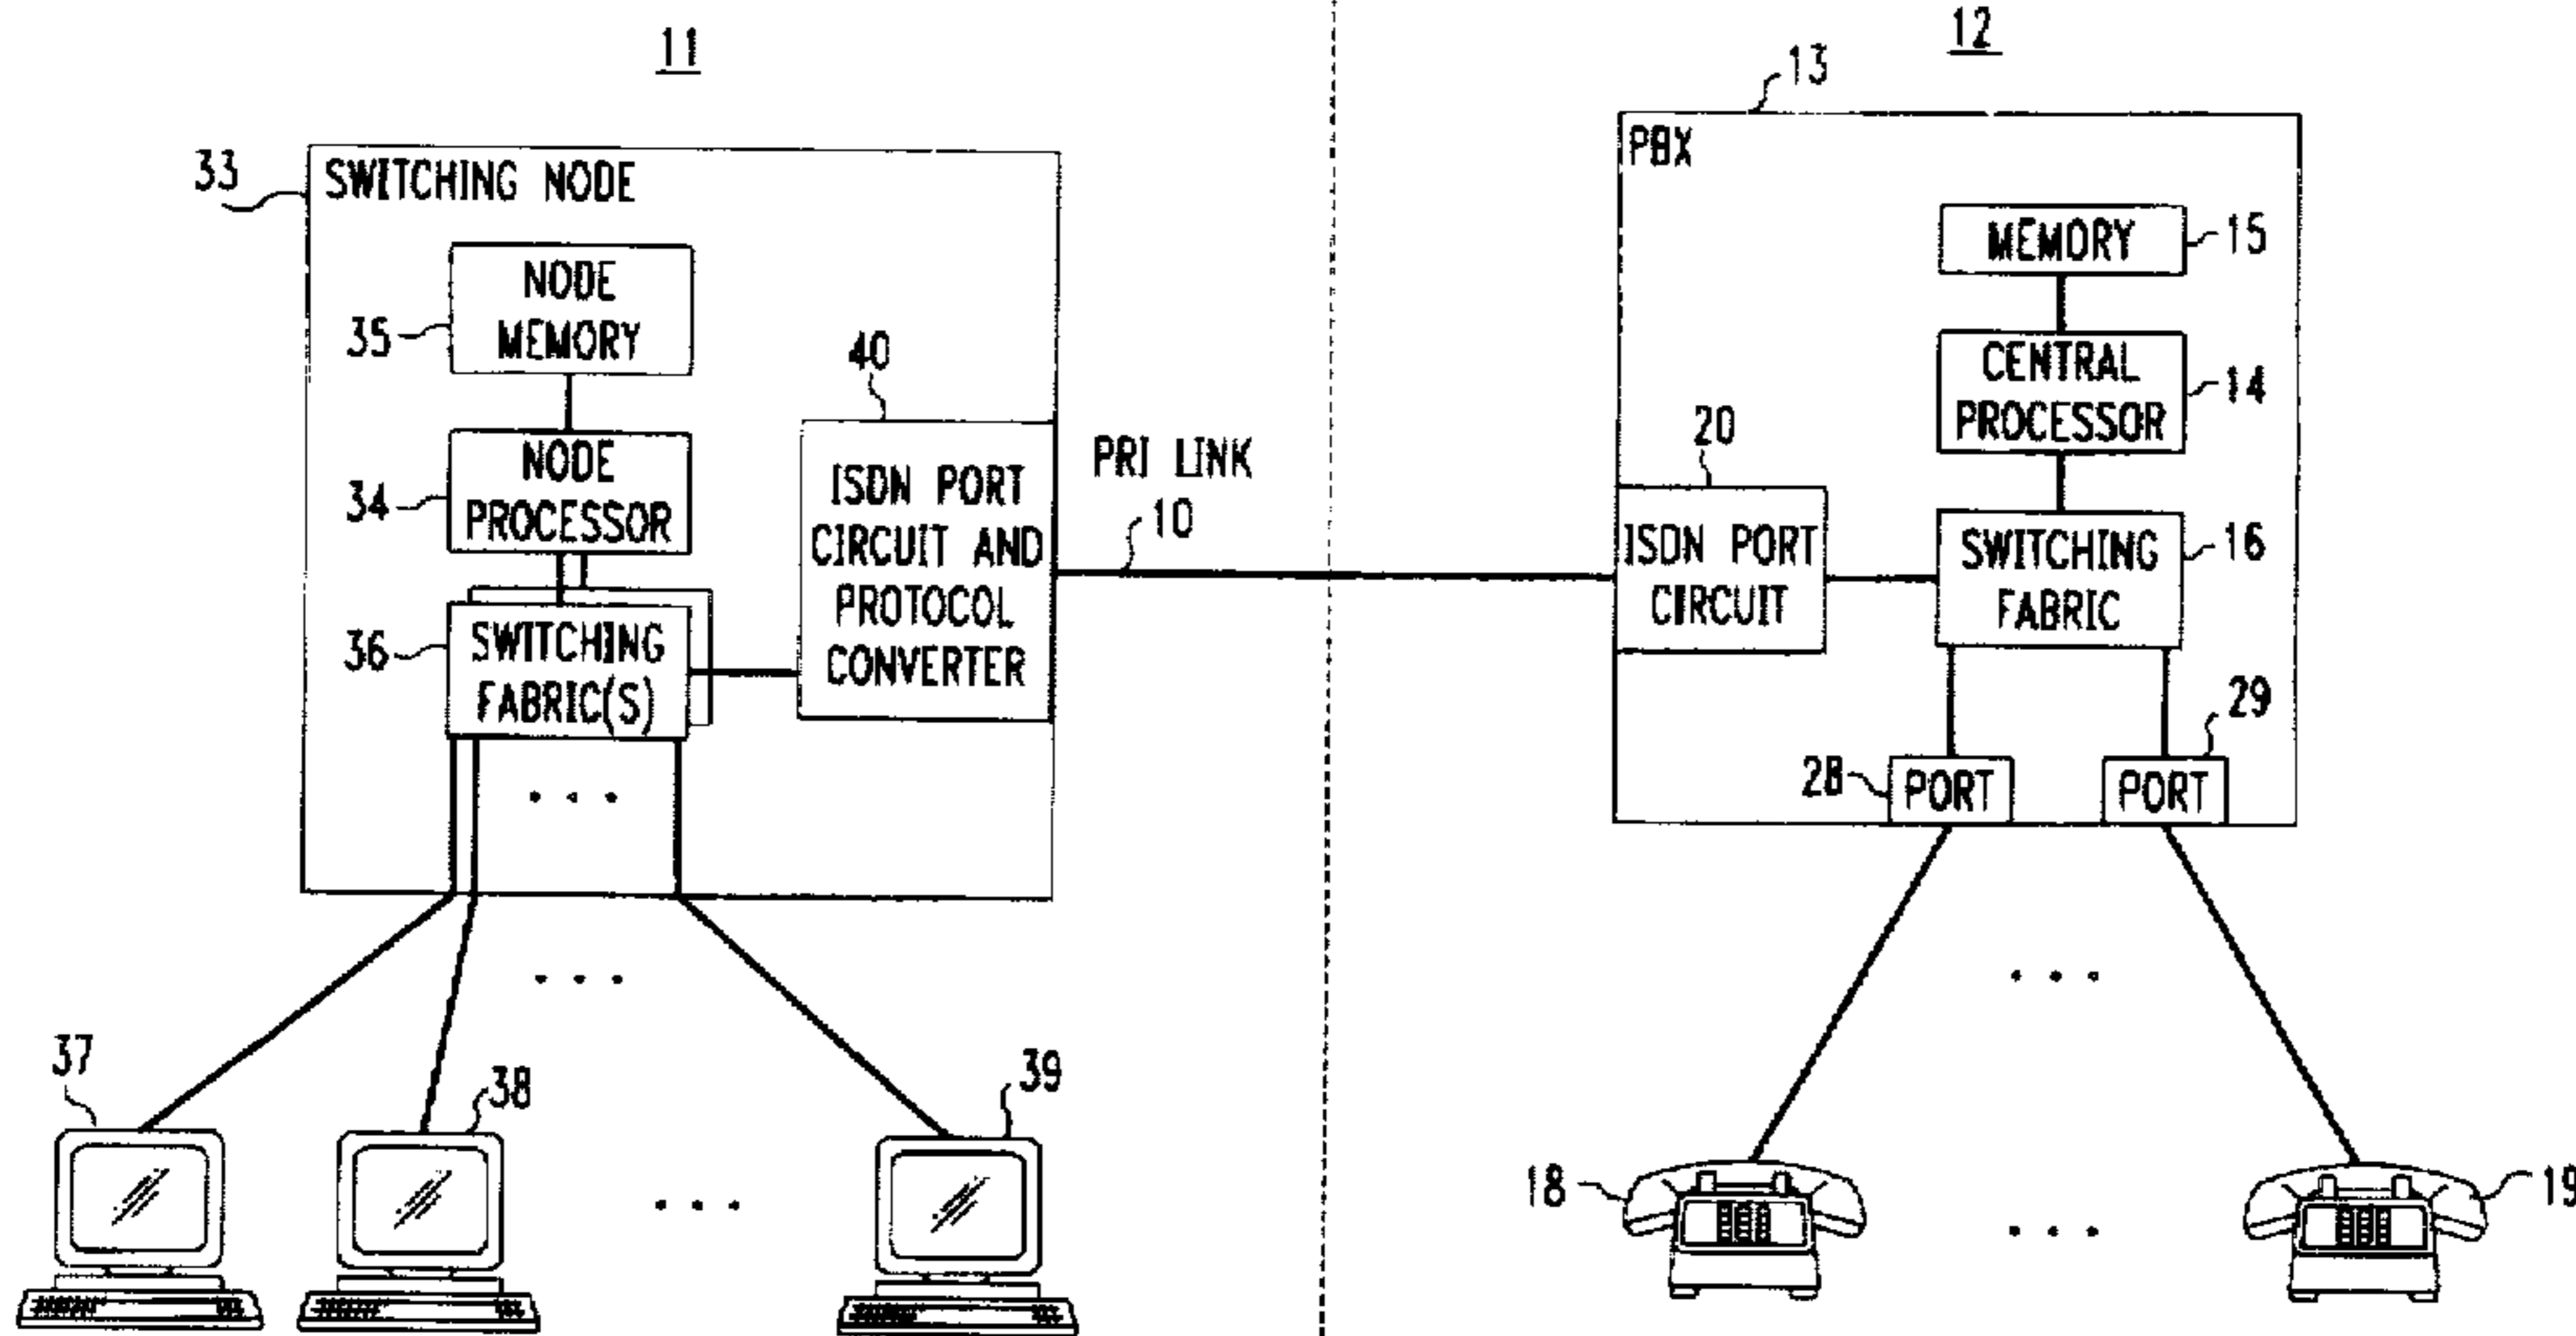 11
12
13
33
SWITCHING NODE
PBX
NODE
MEMORY
35
MEMORY
15
40
CENTRAL
PROCESSOR
14
NODE
PROCESSOR
34
ISDN PORT
CIRCUIT AND
PROTOCOL
CONVERTER
PRI LINK
10
20
ISDN PORT
CIRCUIT
SWITCHING
FABRIC
16
36
SWITCHING
FABRIC(S)
28
PORT
29
PORT
37
38
39
18
19